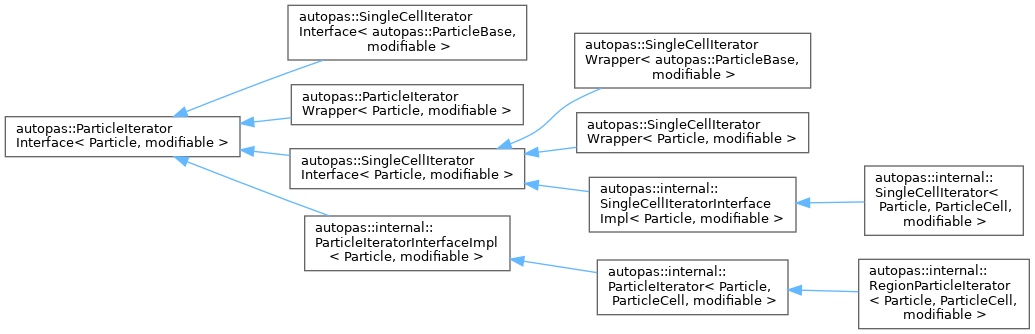 autopas::ParticleIterator
Interface< Particle, modifiable >
autopas::SingleCellIterator
Interface< autopas::ParticleBase,
modifiable >
autopas::ParticleIterator
Wrapper< Particle, modifiable >
autopas::SingleCellIterator
Interface< Particle, modifiable >
autopas::internal::
ParticleIteratorInterfaceImpl
< Particle, modifiable >
autopas::SingleCellIterator
Wrapper< autopas::ParticleBase,
modifiable >
autopas::SingleCellIterator
Wrapper< Particle, modifiable >
autopas::internal::
SingleCellIteratorInterface
Impl< Particle, modifiable >
autopas::internal::
ParticleIterator< Particle,
ParticleCell, modifiable >
autopas::internal::
SingleCellIterator<
Particle, ParticleCell,
modifiable >
autopas::internal::
RegionParticleIterator
< Particle, ParticleCell,
modifiable >